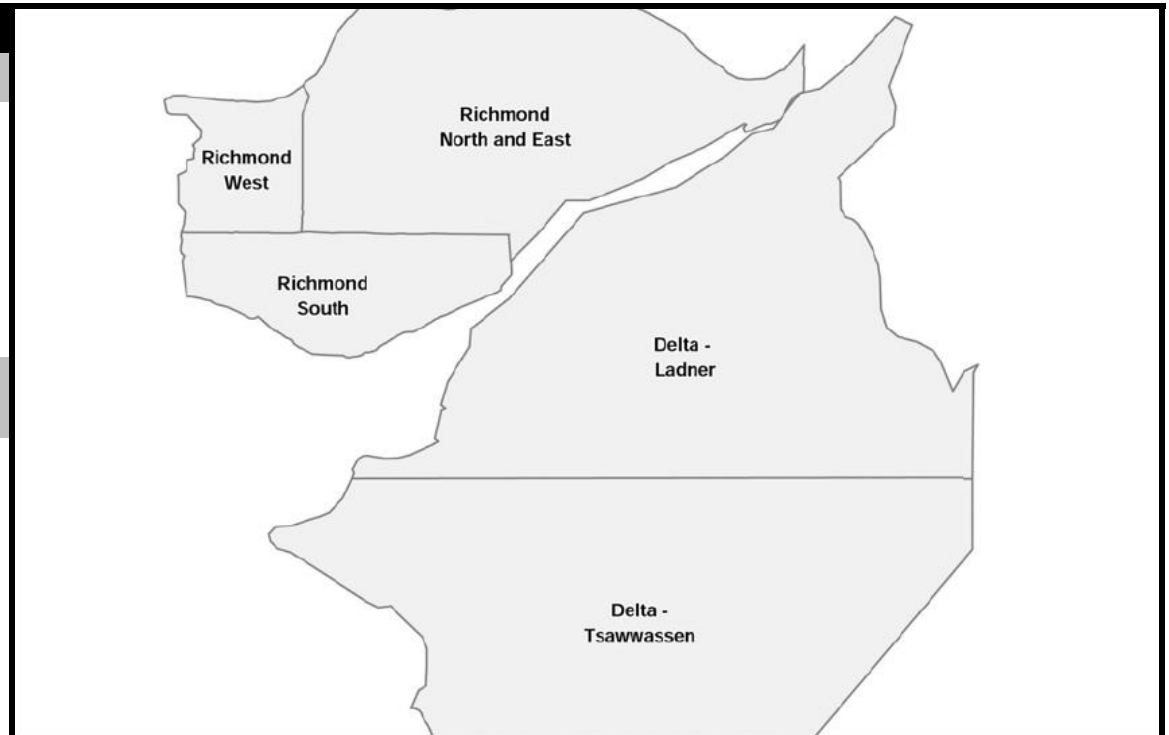 Richmond
North and East
Richmond
West
Richmond
South
Delta -
Ladner
Delta -
Tsawwassen